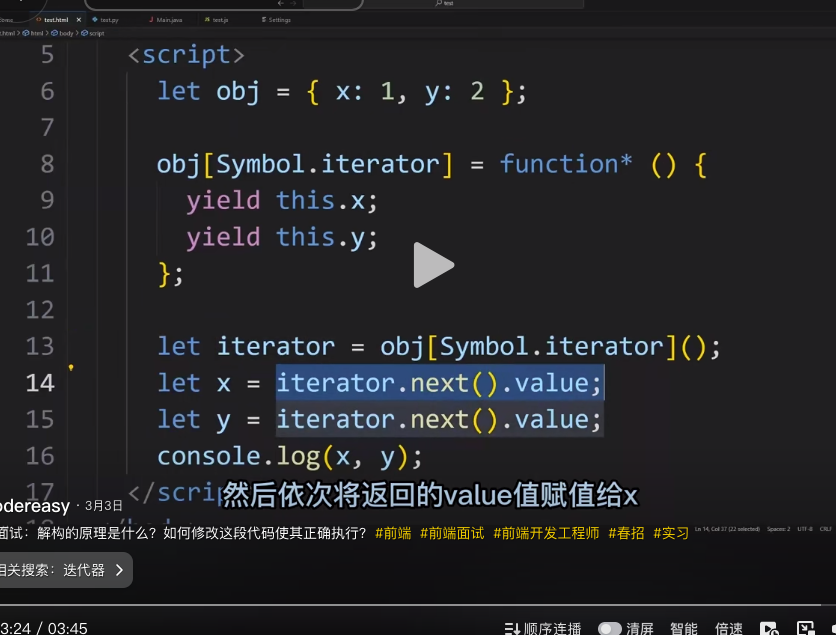 test
test.html × test.py Main.java test.js Settings
html > html > body > script
5 <script>
6 let obj = { x: 1, y: 2 };
7
8 obj[Symbol.iterator] = function* () {
9 yield this.x;
10 yield this.y;
11 };
12
13 let iterator = obj[Symbol.iterator]();
14 let x = iterator.next().value;
15 let y = iterator.next().value;
16 console.log(x, y);
17 </scrip
然后依次将返回的value值赋值给x
odereasy · 3月3日
面试：解构的原理是什么？如何修改这段代码使其正确执行？ #前端 #前端面试 #前端开发工程师 #春招 #实习
Ln 14, Col 37 (22 selected) Spaces: 2 UTF-8 CRLF
相关搜索：迭代器 >
3:24 / 03:45 顺序连播 清屏 智能 倍速